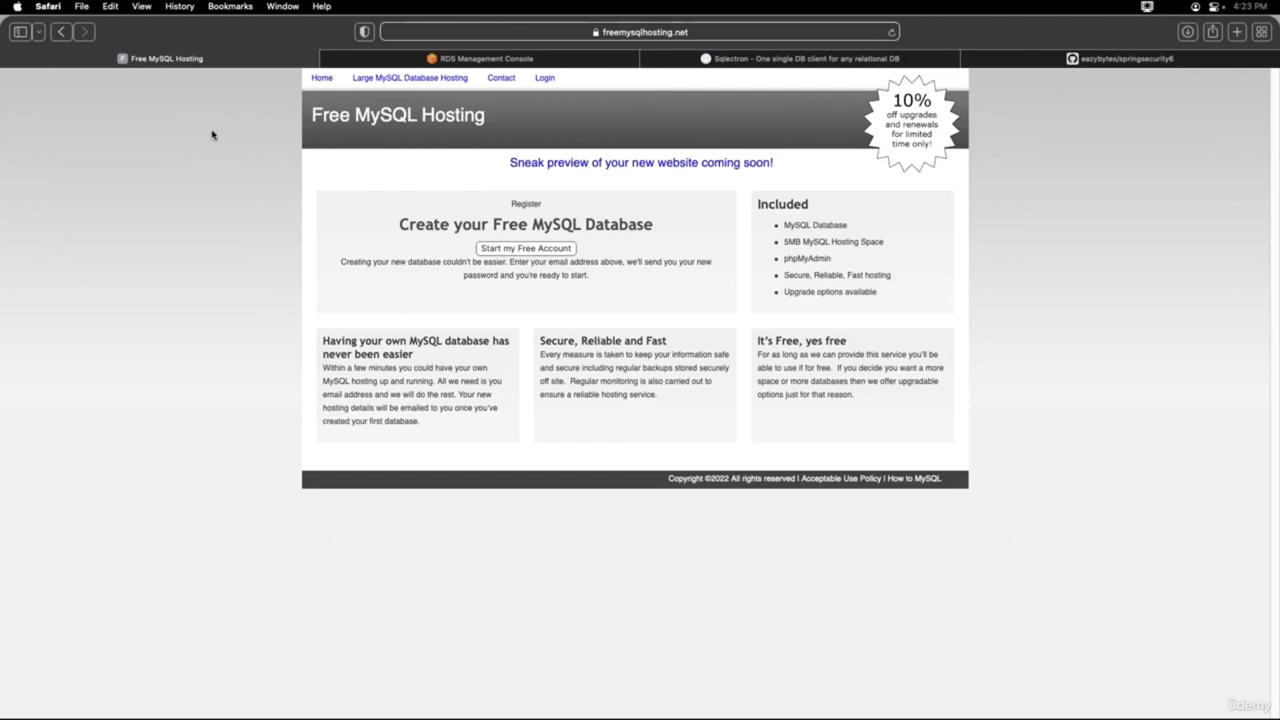 Safari File Edit View History Bookmarks Window Help 4:23 PM
freemysqlhosting.net
Free MySQL Hosting RDS Management Console Sqlectron - One single DB client for any relational DB eazybytes/springsecurity6
Home Large MySQL Database Hosting Contact Login
Free MySQL Hosting
10%
off upgrades
and renewals
for limited
time only!
Sneak preview of your new website coming soon!
Register
Create your Free MySQL Database
Start my Free Account
Creating your new database couldn't be easier. Enter your email address above, we'll send you your new
password and you're ready to start.
Included
MySQL Database
5MB MySQL Hosting Space
phpMyAdmin
Secure, Reliable, Fast hosting
Upgrade options available
Having your own MySQL database has
never been easier
Within a few minutes you could have your own
MySQL hosting up and running. All we need is you
email address and we will do the rest. Your new
hosting details will be emailed to you once you've
created your first database.
Secure, Reliable and Fast
Every measure is taken to keep your information safe
and secure including regular backups stored securely
off site. Regular monitoring is also carried out to
ensure a reliable hosting service.
It's Free, yes free
For as long as we can provide this service you'll be
able to use if for free. If you decide you want a more
space or more databases then we offer upgradable
options just for that reason.
Copyright ©2022 All rights reserved | Acceptable Use Policy | How to MySQL
ûdemy